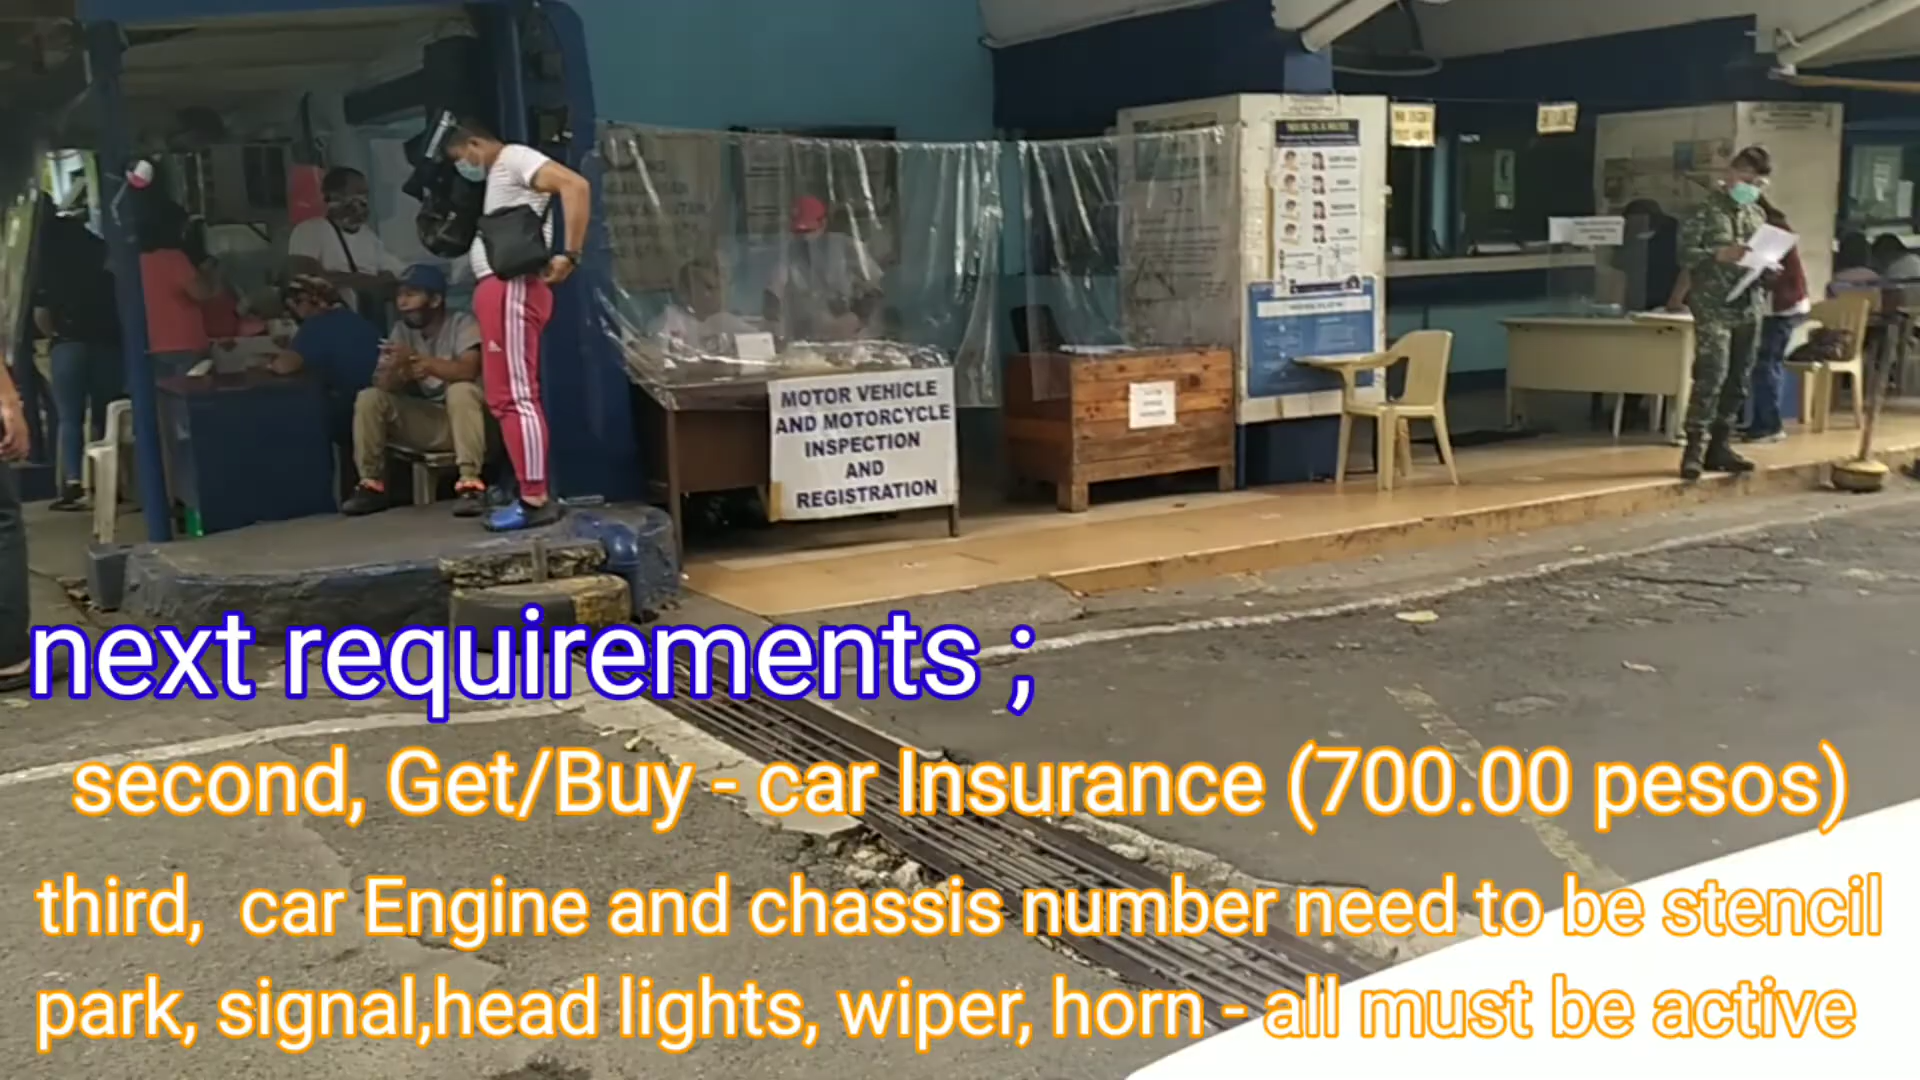 MOTOR VEHICLE
AND MOTORCYCLE
INSPECTION
AND
REGISTRATION
next requirements ;
second, Get/Buy - car Insurance (700.00 pesos)
third, car Engine and chassis number need to be stencil
park, signal,head lights, wiper, horn - all must be active